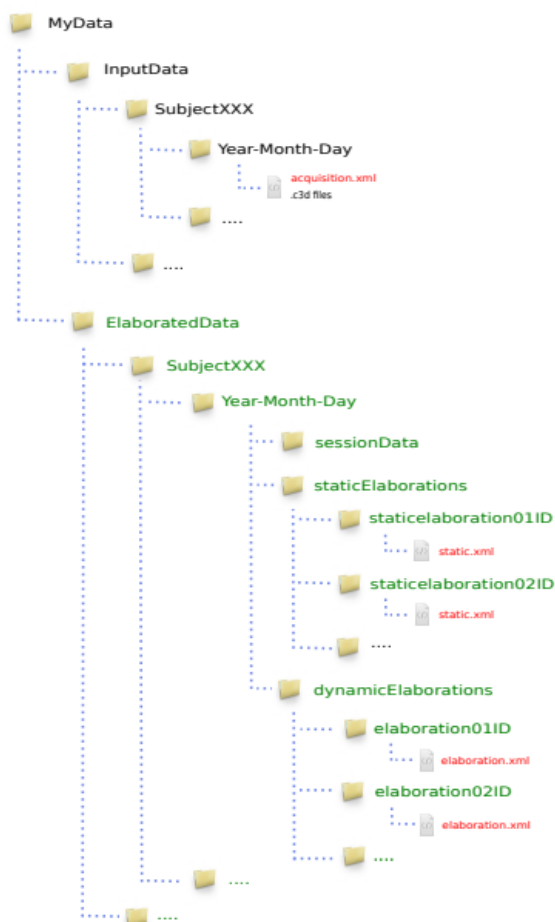 MyData
InputData
SubjectXXX
Year-Month-Day
acquisition.xml
.c3d files
....
....
ElaboratedData
SubjectXXX
Year-Month-Day
sessionData
staticElaborations
staticelaboration01ID
static.xml
staticelaboration02ID
static.xml
....
dynamicElaborations
elaboration01ID
elaboration.xml
elaboration02ID
elaboration.xml
....
....
....